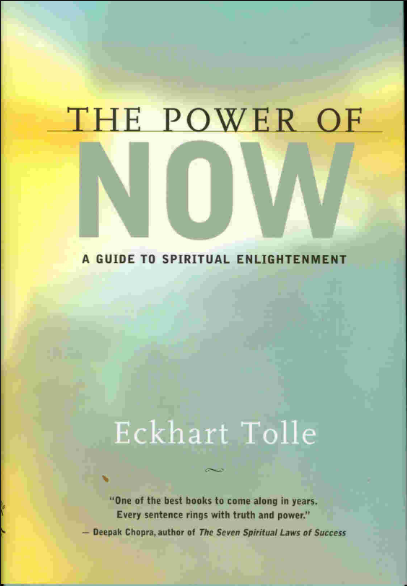 THE POWER OF
NOW
A GUIDE TO SPIRITUAL ENLIGHTENMENT
Eckhart Tolle
"One of the best books to come along in years.
Every sentence rings with truth and power."
— Deepak Chopra, author of The Seven Spiritual Laws of Success